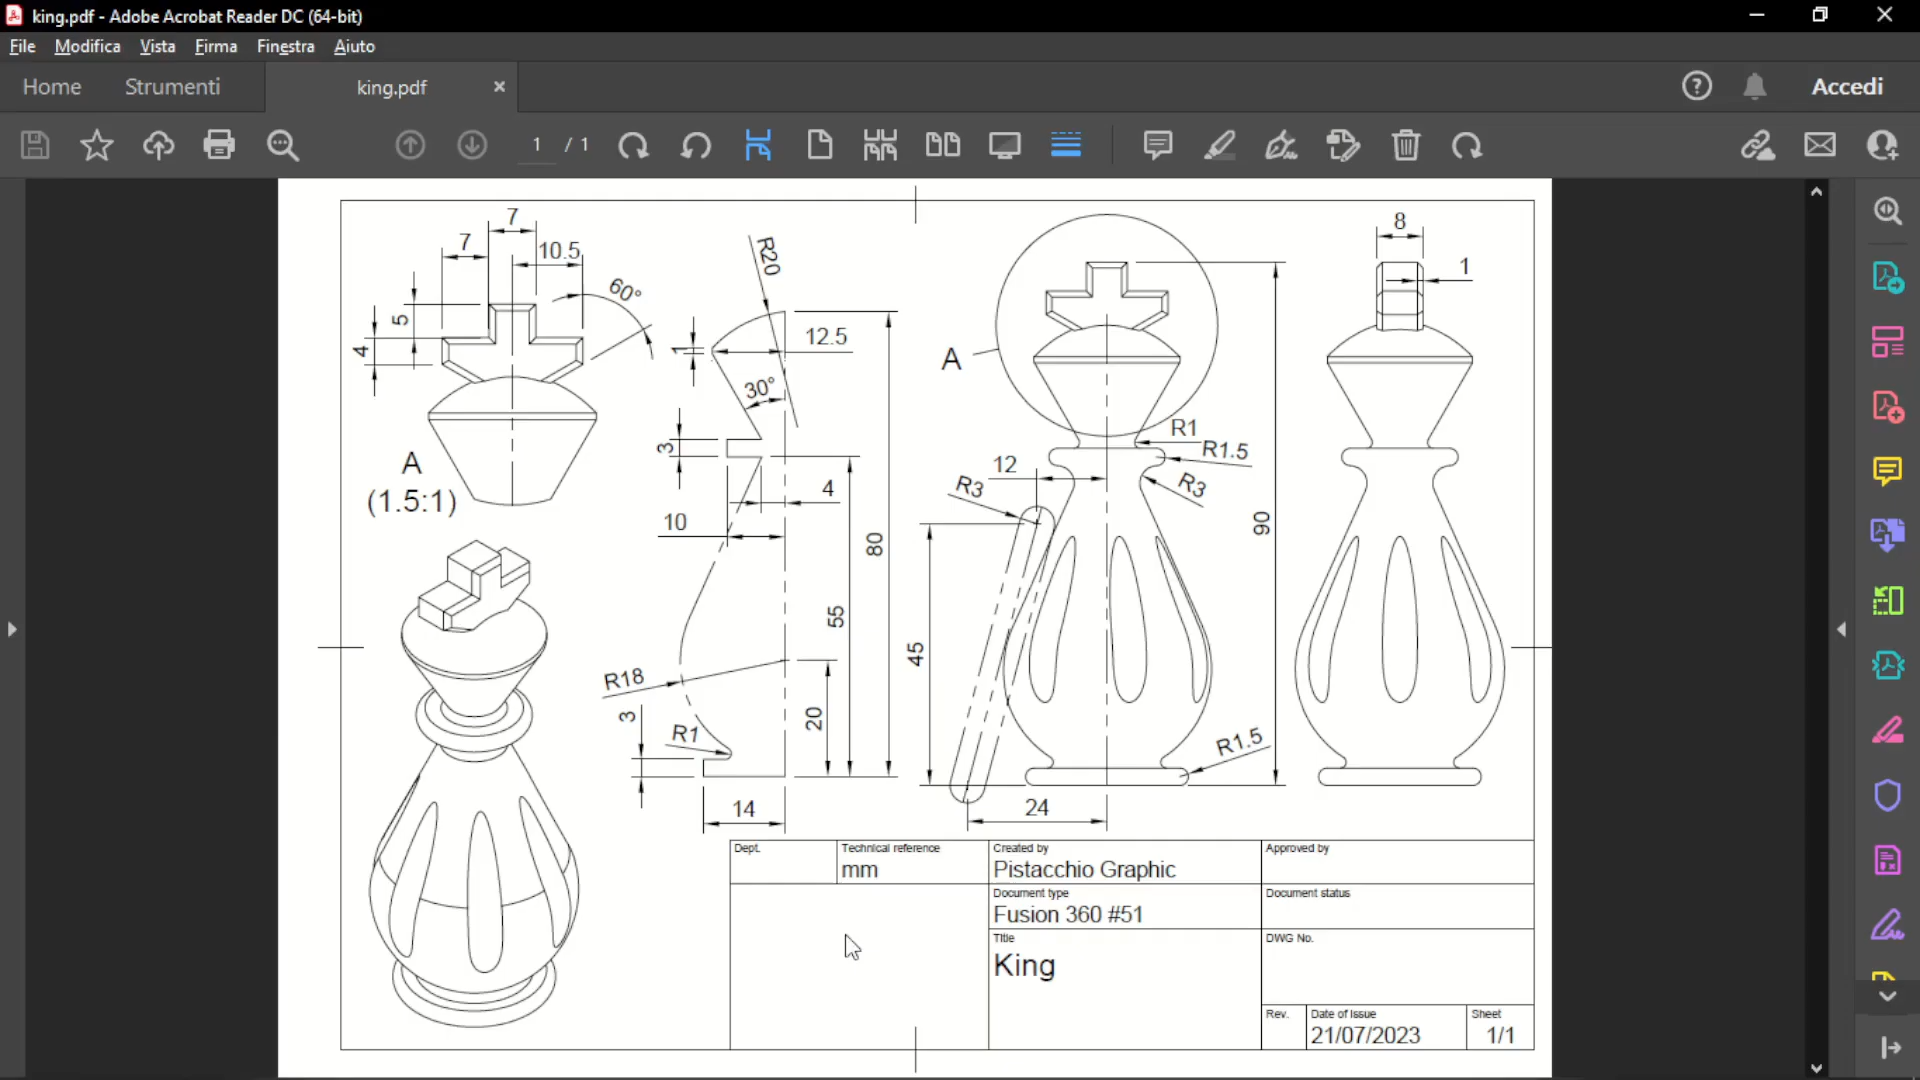 king.pdf - Adobe Acrobat Reader DC (64-bit)
File Modifica Vista Firma Finestra Aiuto
Home Strumenti king.pdf × Accedi
1 / 1
7
7
10.5
60°
5
4
A
(1.5:1)
R20
12.5
1
30°
3
4
10
80
55
R18
20
3
R1
14
A
R1
R1.5
12
R3
R3
90
45
R1.5
24
8
1
Dept.
Technical reference
mm
Created by
Pistacchio Graphic
Approved by
Document type
Fusion 360 #51
Document status
Title
King
DWG No.
Rev.
Date of issue
21/07/2023
Sheet
1/1